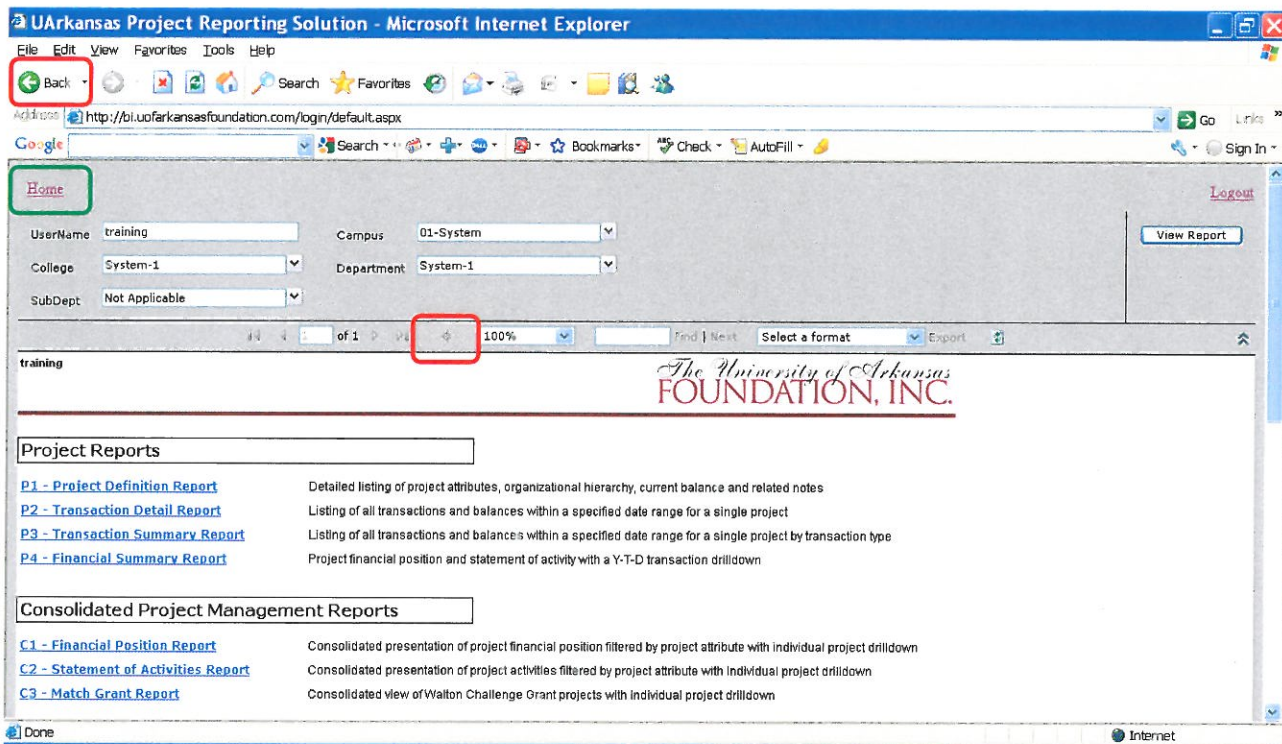 UArkansas Project Reporting Solution - Microsoft Internet Explorer
File Edit View Favorites Tools Help
Back Search Favorites
Address http://bi.uofarkansasfoundation.com/login/default.aspx Go Links »
Google Search Bookmarks Check AutoFill Sign In
Home Logout
UserName training Campus 01-System View Report
College System-1 Department System-1
SubDept Not Applicable
of 1 100% Find | Next Select a format Export
training The University of Arkansas
FOUNDATION, INC.
Project Reports
P1 - Project Definition Report Detailed listing of project attributes, organizational hierarchy, current balance and related notes
P2 - Transaction Detail Report Listing of all transactions and balances within a specified date range for a single project
P3 - Transaction Summary Report Listing of all transactions and balances within a specified date range for a single project by transaction type
P4 - Financial Summary Report Project financial position and statement of activity with a Y-T-D transaction drilldown
Consolidated Project Management Reports
C1 - Financial Position Report Consolidated presentation of project financial position filtered by project attribute with individual project drilldown
C2 - Statement of Activities Report Consolidated presentation of project activities filtered by project attribute with individual project drilldown
C3 - Match Grant Report Consolidated view of Walton Challenge Grant projects with individual project drilldown
Done Internet